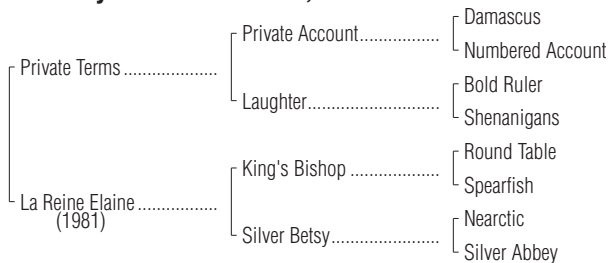 Damascus
Private Account..................
Numbered Account
Private Terms ....................
Bold Ruler
Laughter............................
Shenanigans
Round Table
King's Bishop ...................
Spearfish
La Reine Elaine .................
(1981)
Nearctic
Silver Betsy.......................
Silver Abbey